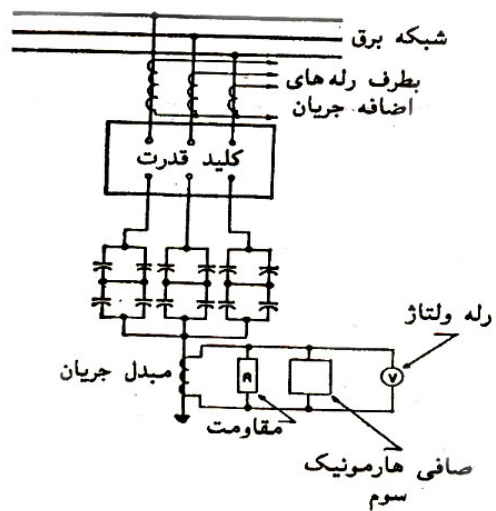 شبکه برق
بطرف رله‌های
اضافه جریان
کلید قدرت
رله ولتاژ
مبدل جریان
R
V
مقاومت
صافی هارمونیک
سوم